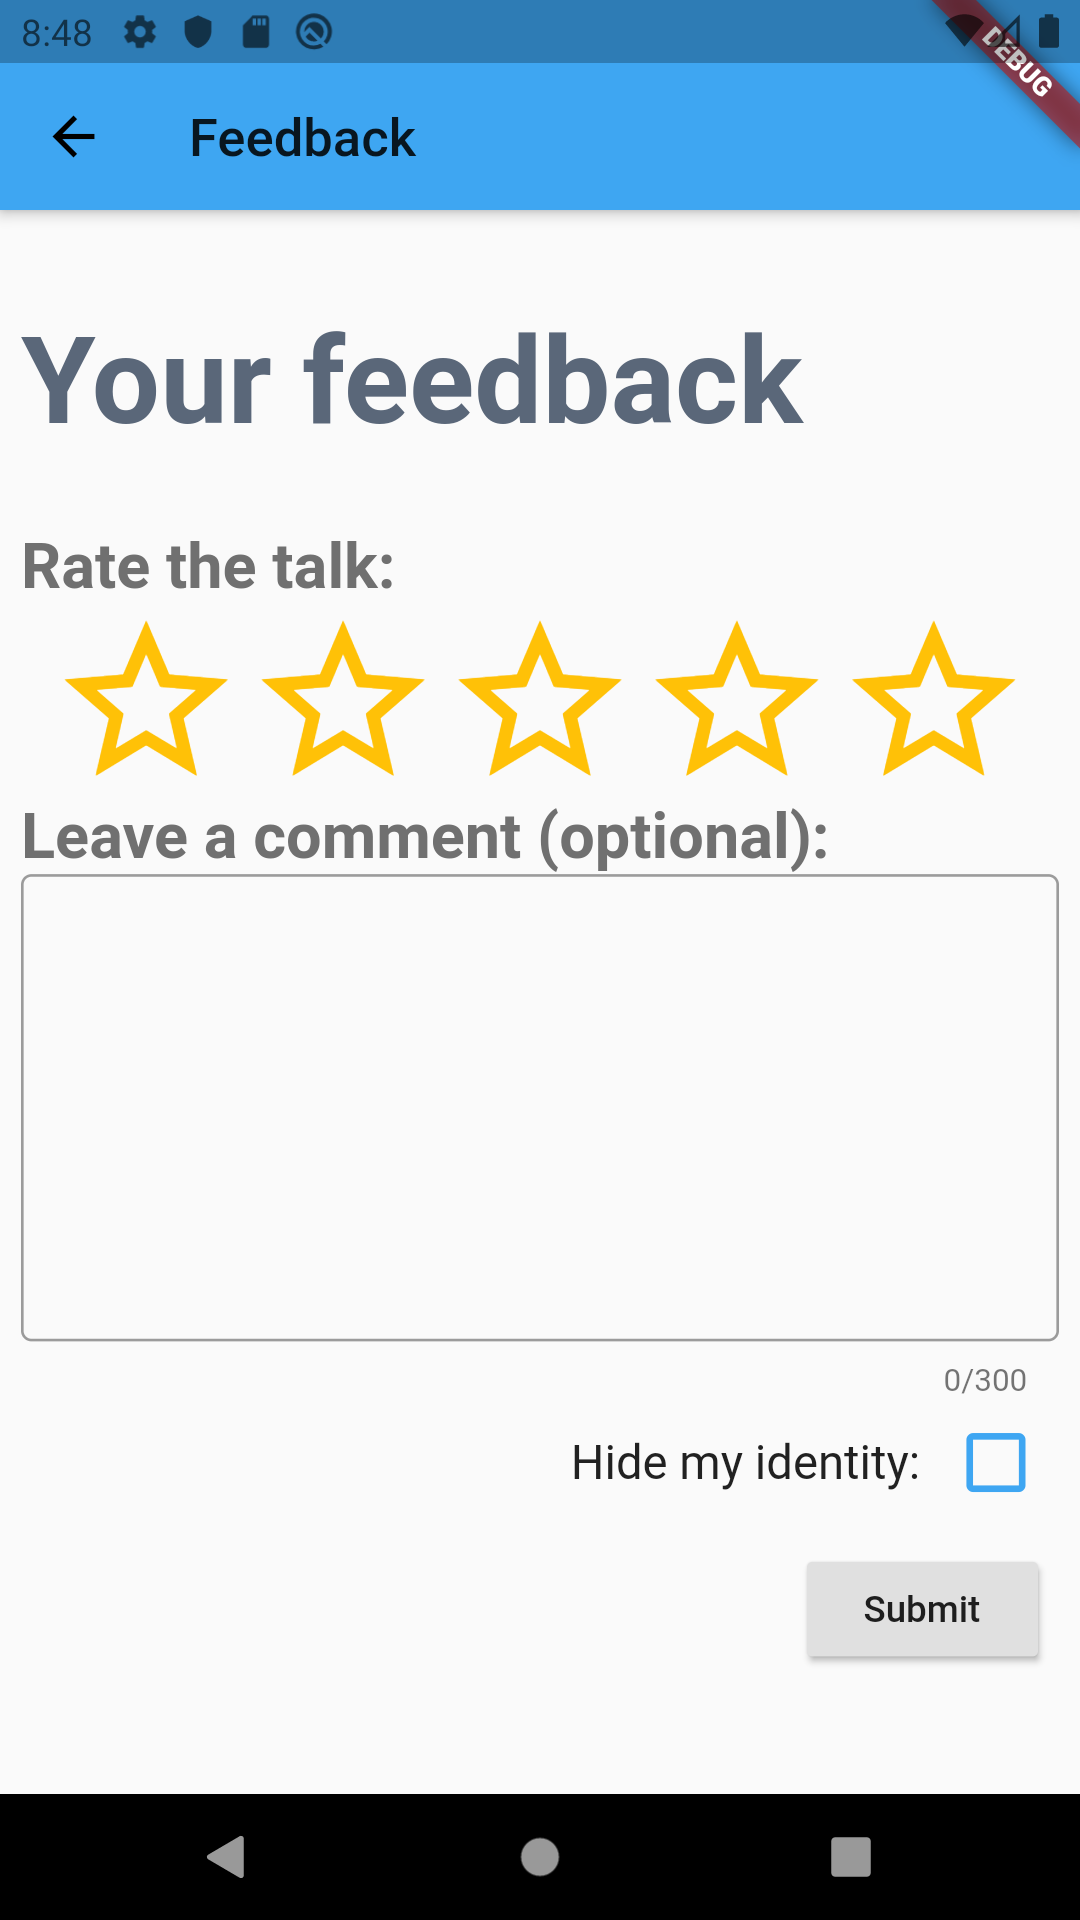 8:48
DEBUG
Feedback
Your feedback
Rate the talk:
Leave a comment (optional):
0/300
Hide my identity:
Submit